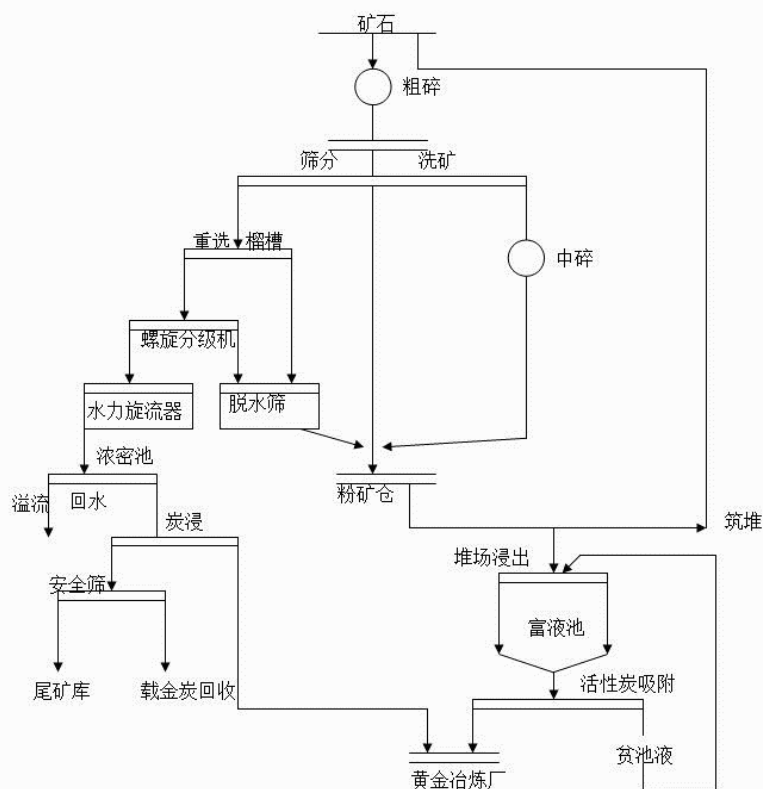 矿石
粗碎
筛分 洗矿
重选 榴槽
中碎
螺旋分级机
水力旋流器
脱水筛
浓密池
粉矿仓
溢流
回水
炭浸
筑堆
堆场浸出
安全筛
富液池
尾矿库
载金炭回收
活性炭吸附
贫池液
黄金冶炼厂